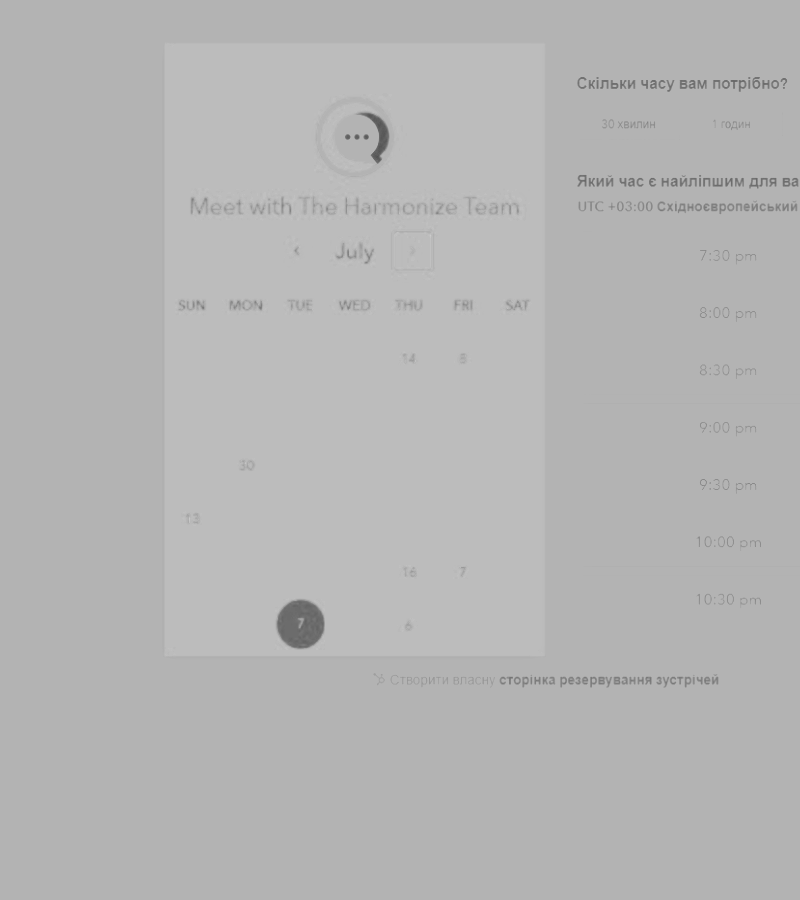 Meet with The Harmonize Team
July
SUN MON TUE WED THU FRI SAT
14 8
30
13
16 7
7 6
Скільки часу вам потрібно?
30 хвилин 1 годин
Який час є найліпшим для ва
UTC +03:00 Східноєвропейський
7:30 pm
8:00 pm
8:30 pm
9:00 pm
9:30 pm
10:00 pm
10:30 pm
Створити власну сторінка резервування зустрічей